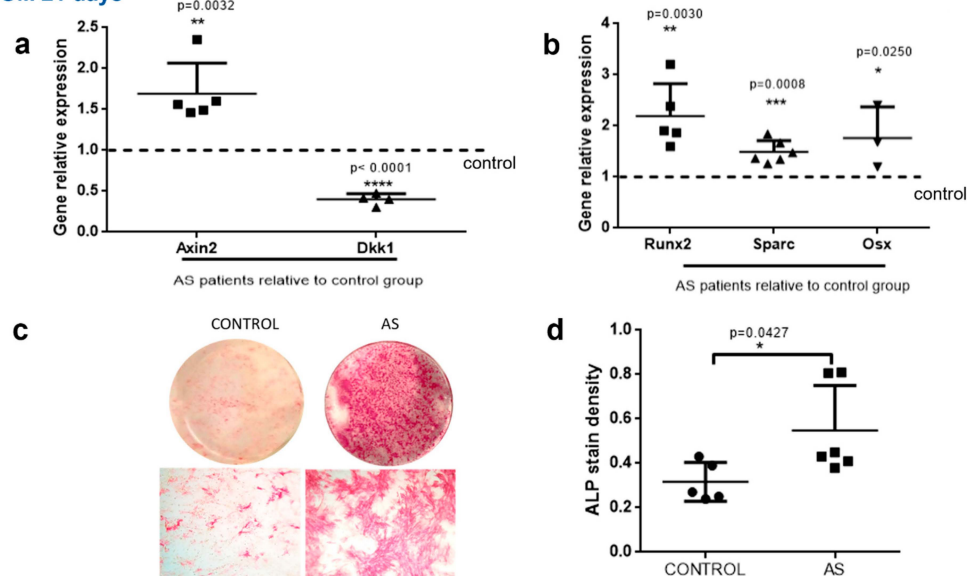 21 days
a
p=0.0032
**
2.5
2.0
1.5
1.0
0.5
0.0
Gene relative expression
control
p< 0.0001
****
Axin2
Dkk1
AS patients relative to control group
b
p=0.0030
**
p=0.0008
***
p=0.0250
*
4
3
2
1
0
Gene relative expression
control
Runx2
Sparc
Osx
AS patients relative to control group
c
CONTROL
AS
d
p=0.0427
*
1.0
0.8
0.6
0.4
0.2
0.0
ALP stain density
CONTROL
AS